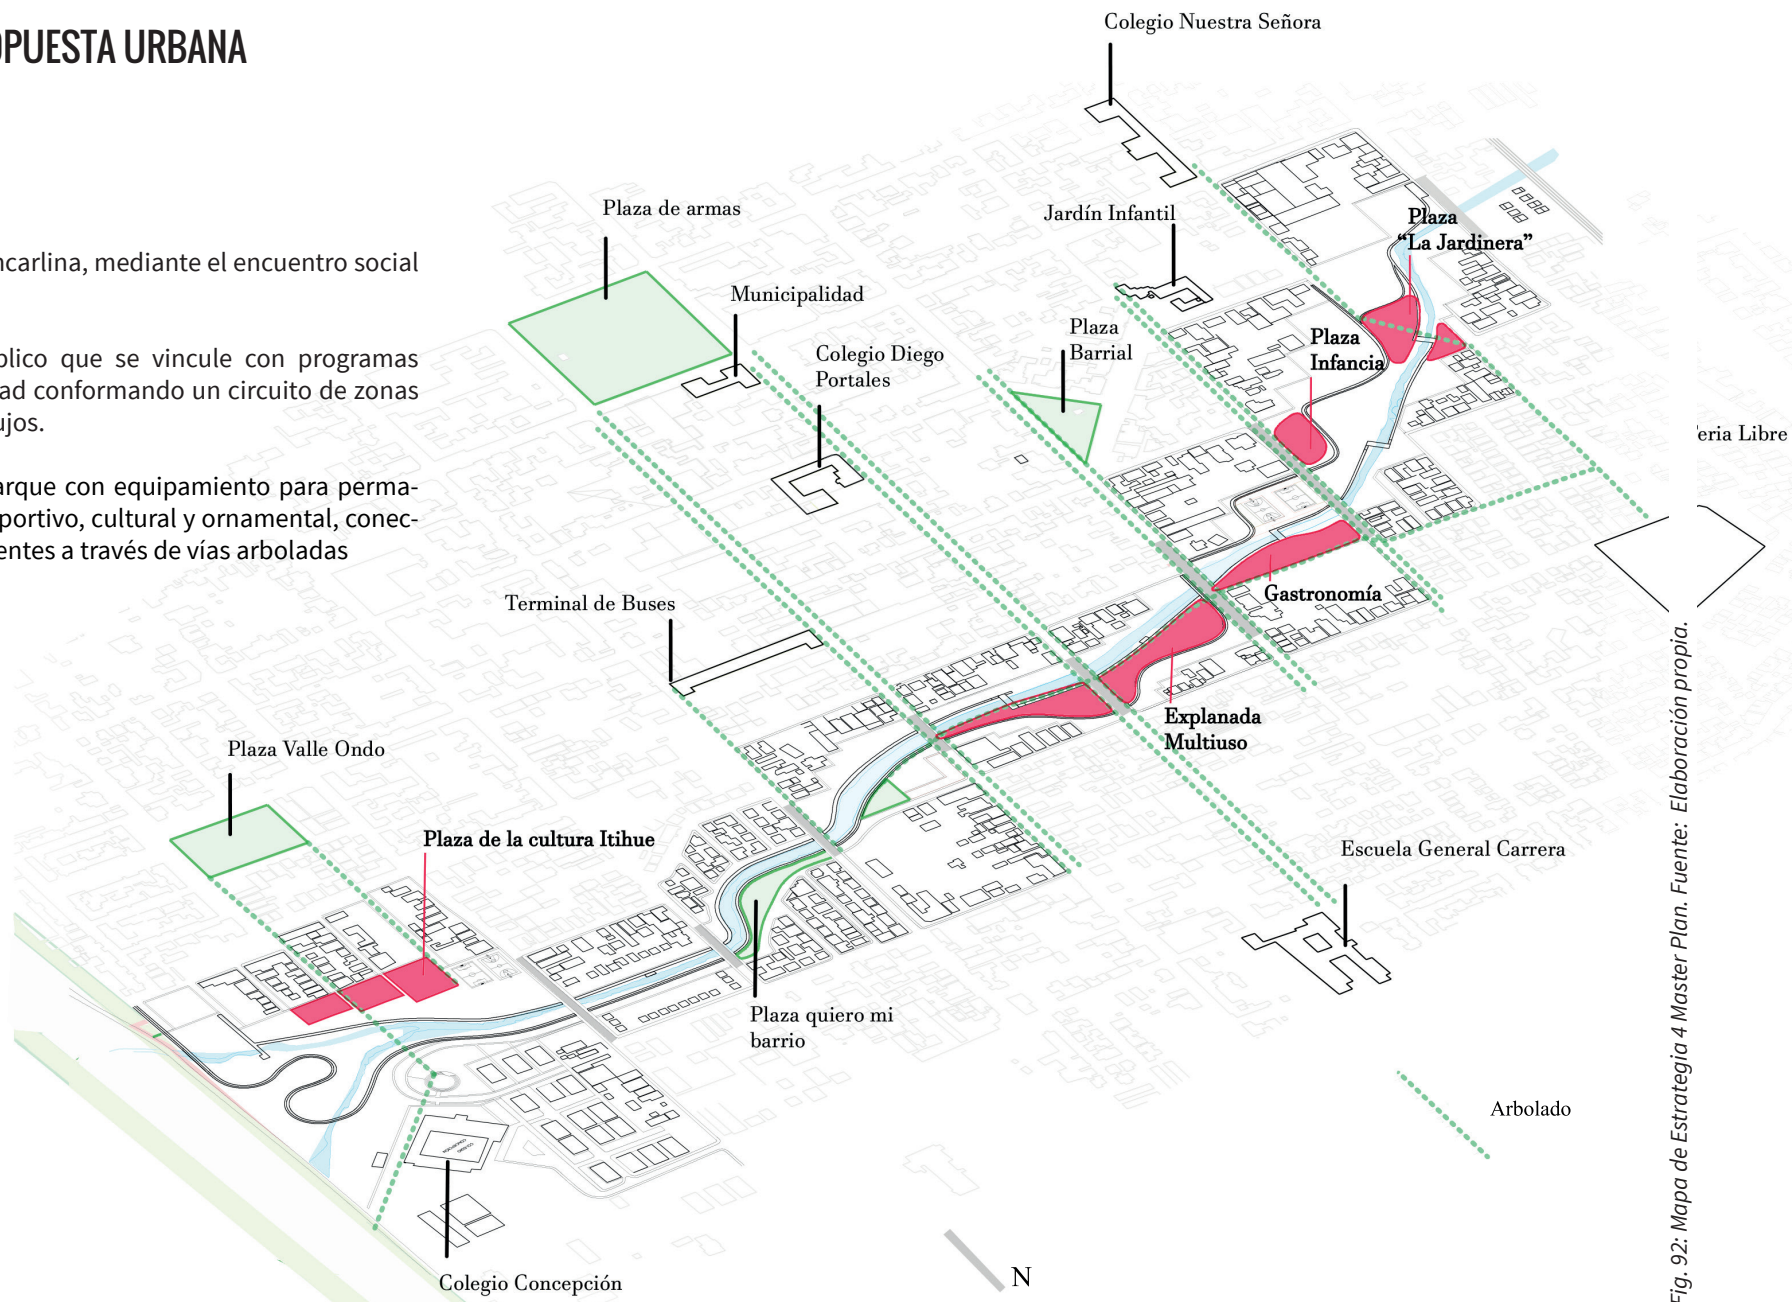 OPUESTA URBANA
ncarlina, mediante el encuentro social
blico que se vincule con programas
ad conformando un circuito de zonas
ujos.
arque con equipamiento para perma-
portivo, cultural y ornamental, conec-
entes a través de vías arboladas
Colegio Nuestra Señora
Plaza de armas
Jardín Infantil
Plaza
“La Jardinera”
Municipalidad
Plaza
Barrial
Plaza
Infancia
Colegio Diego
Portales
eria Libre
Gastronomía
Terminal de Buses
Explanada
Multiuso
Plaza Valle Ondo
Plaza de la cultura Itihue
Escuela General Carrera
Plaza quiero mi
barrio
Arbolado
COLEGIO
CONCEPCION
Colegio Concepción
N
Fig. 92: Mapa de Estrategia 4 Master Plan. Fuente: Elaboración propia.